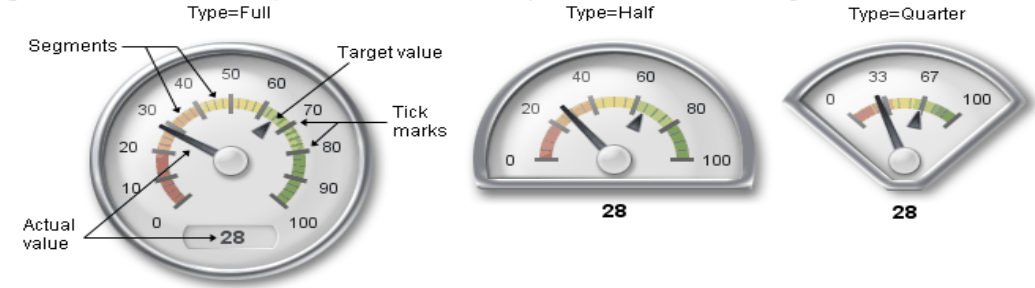 Type=Full
Type=Half
Type=Quarter
Segments
Target value
Tick
marks
Actual
value
0
10
20
30
40
50
60
70
80
90
100
28
0
20
40
60
80
100
28
0
33
67
100
28